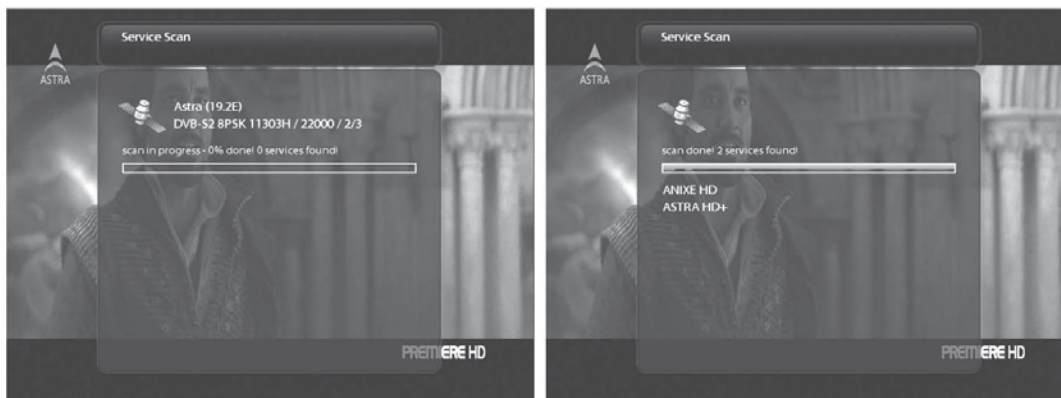 Service Scan
ASTRA
Astra (19.2E)
DVB-S2 8PSK 11303H / 22000 / 2/3
scan in progress - 0% done! 0 services found!
PREMIERE HD
Service Scan
ASTRA
scan done! 2 services found!
ANIXE HD
ASTRA HD+
PREMIERE HD